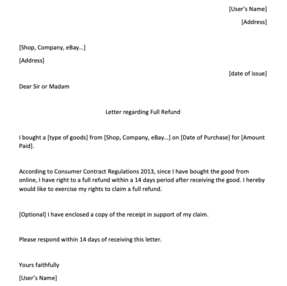 [User's Name]
[Address]
[Shop, Company, eBay...]
[Address]
[date of issue]
Dear Sir or Madam
Letter regarding Full Refund
I bought a [type of goods] from [Shop, Company, eBay...] on [Date of Purchase] for [Amount
Paid].
According to Consumer Contract Regulations 2013, since I have bought the good from
online, I have right to a full refund within a 14 days period after receiving the good. I hereby
would like to exercise my rights to claim a full refund.
[Optional] I have enclosed a copy of the receipt in support of my claim.
Please respond within 14 days of receiving this letter.
Yours faithfully
[User's Name]